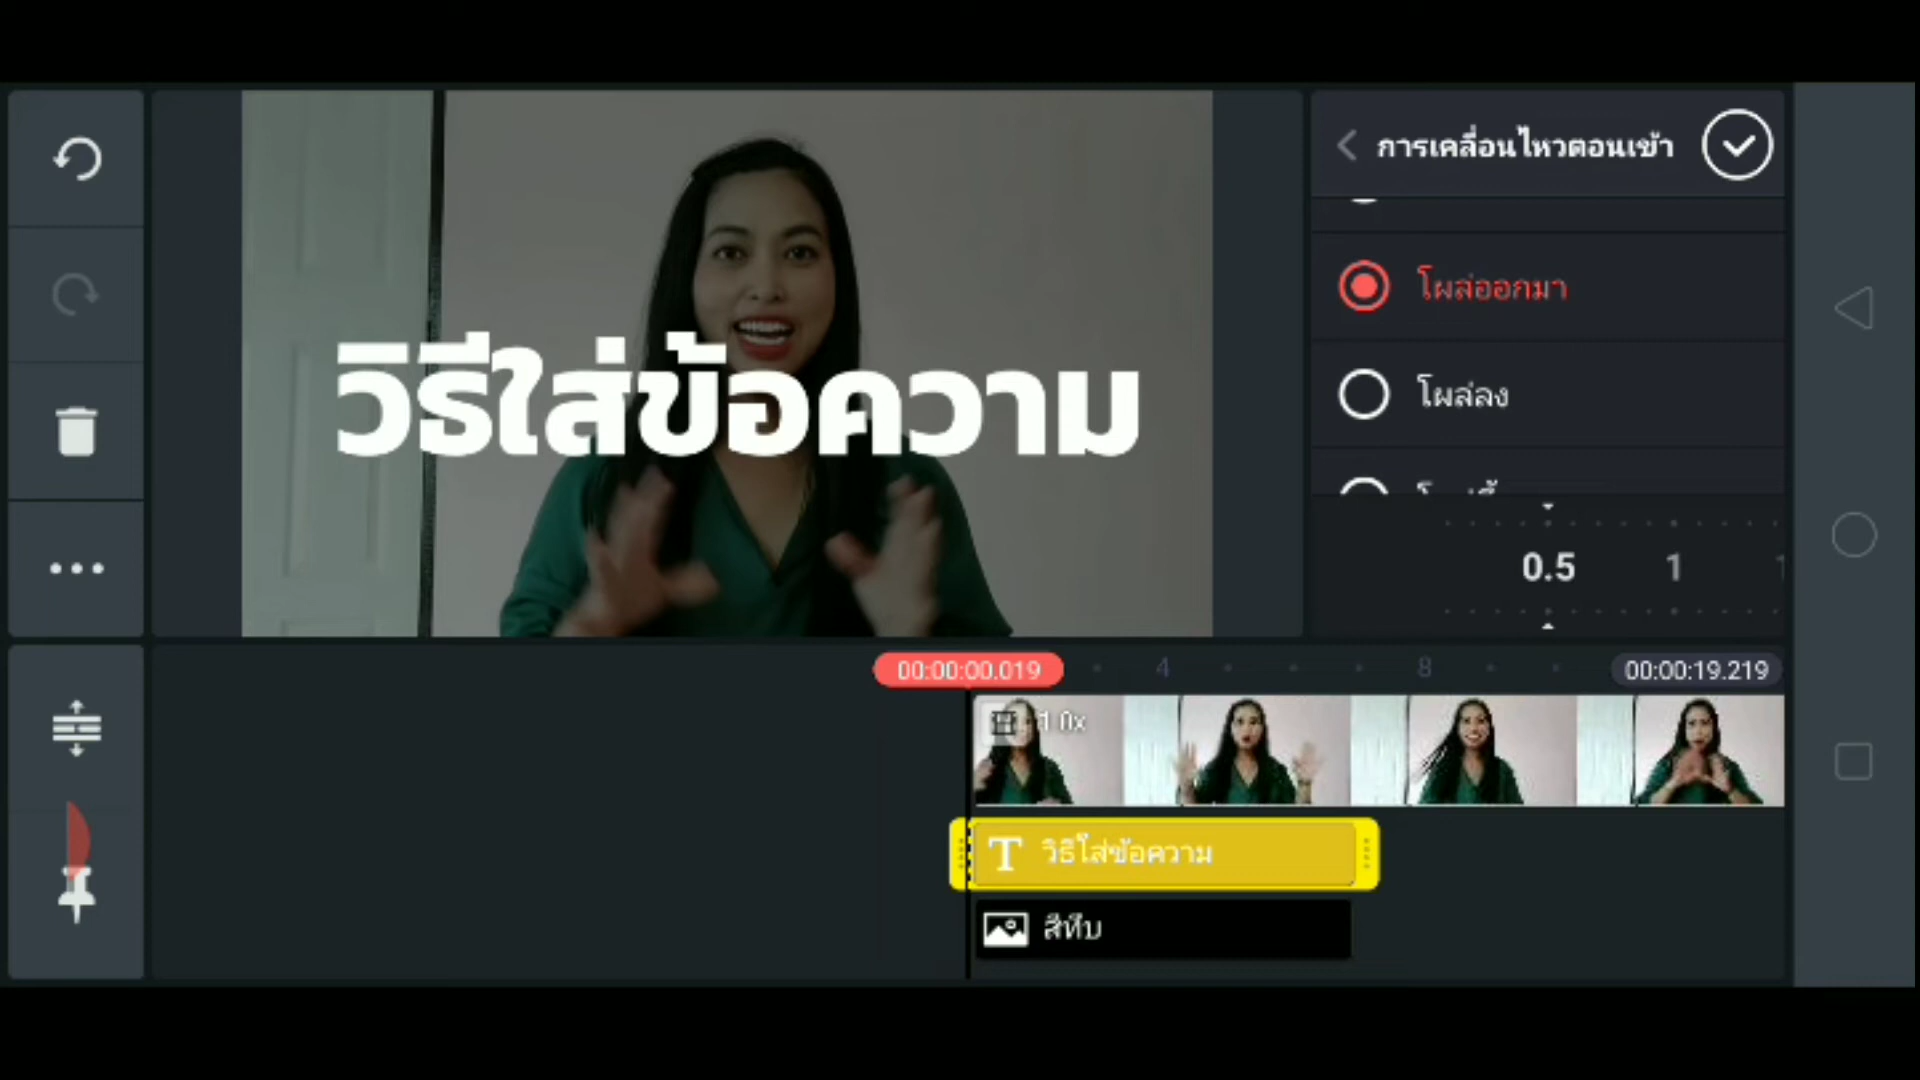 การเคลื่อนไหวตอนเข้า
โผล่ออกมา
โผล่ลง
0.5 1
วิธีใส่ข้อความ
00:00:00.019 4 8 00:00:19.219
วิธีใส่ข้อความ
สีทึบ